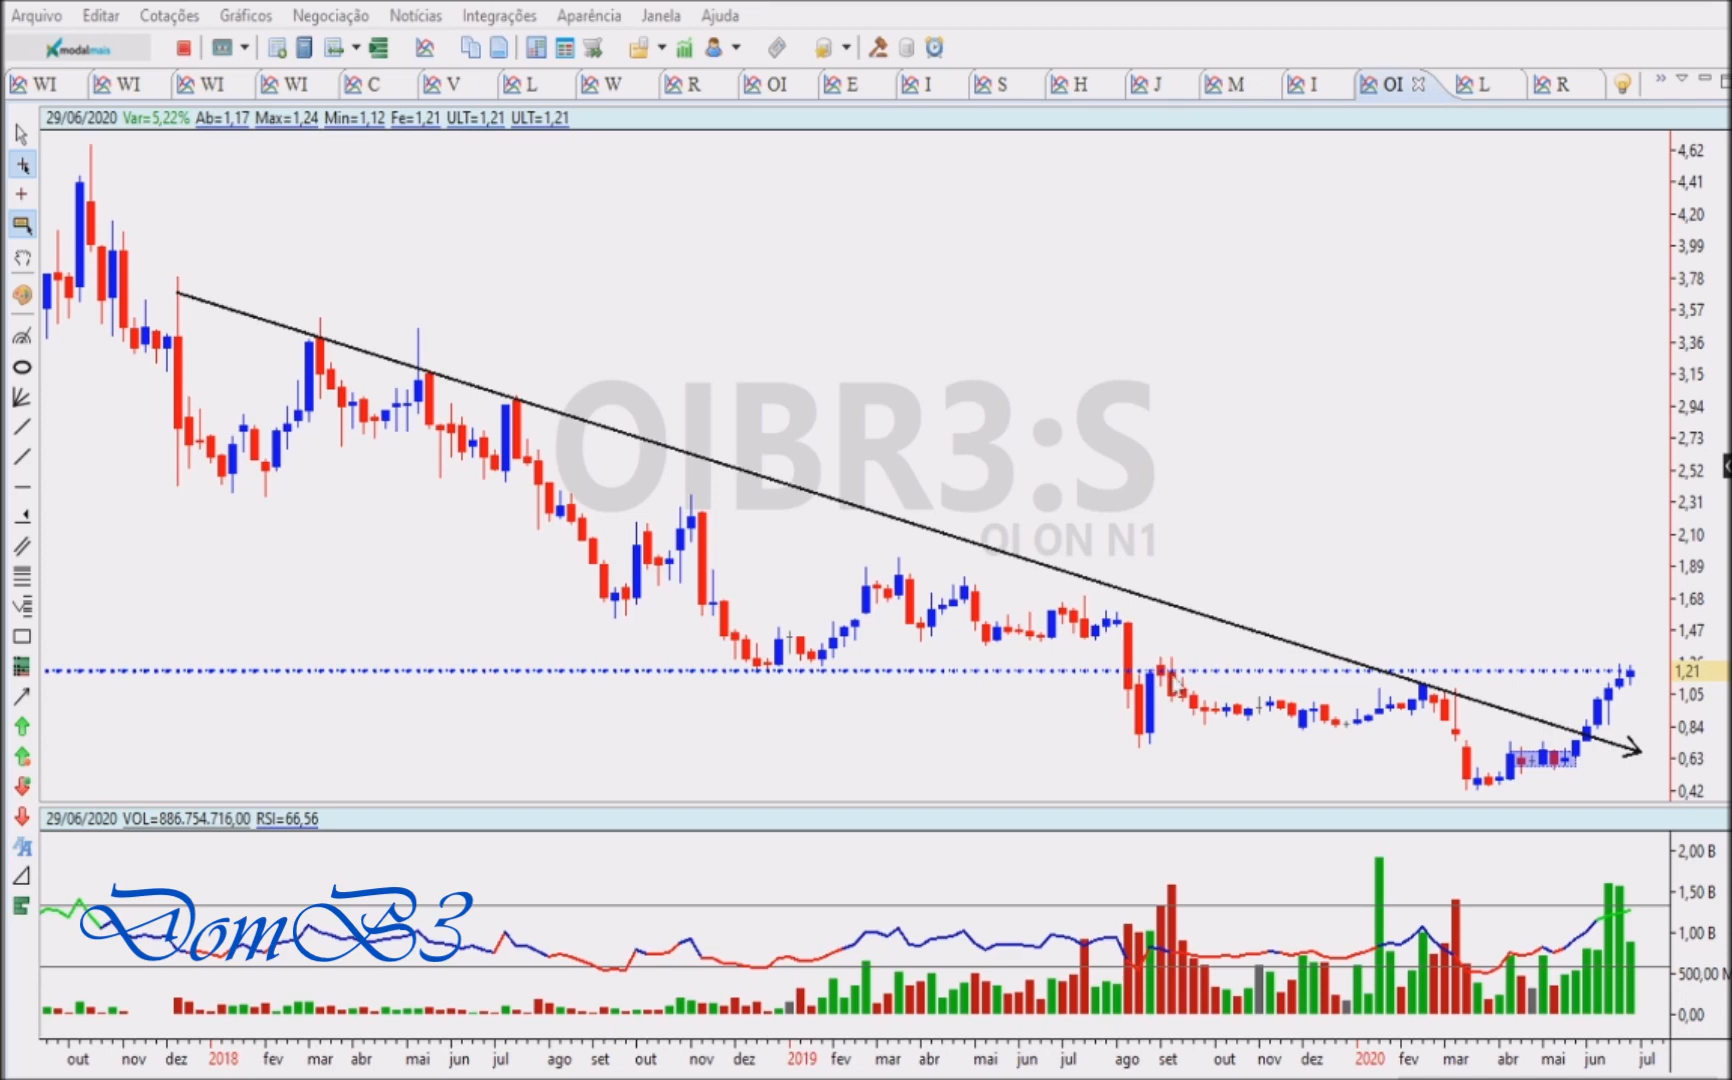 Arquivo Editar Cotações Gráficos Negociação Notícias Integrações Aparência Janela Ajuda
modalmais
WI WI WI WI C V L W R OI E I S H J M I OI L R
29/06/2020 Var=5,22% Ab=1,17 Max=1,24 Min=1,12 Fe=1,21 ULT=1,21 ULT=1,21
4,62
4,41
4,20
3,99
3,78
3,57
3,36
3,15
2,94
2,73
2,52
2,31
2,10
1,89
1,68
1,47
1,21
1,05
0,84
0,63
0,42
OIBR3:S
OI ON N1
29/06/2020 VOL=886.754.716,00 RSI=66,56
2,00 B
1,50 B
1,00 B
500,00 M
0,00
DomB3
out nov dez 2018 fev mar abr mai jun jul ago set out nov dez 2019 fev mar abr mai jun jul ago set out nov dez 2020 fev mar abr mai jun jul